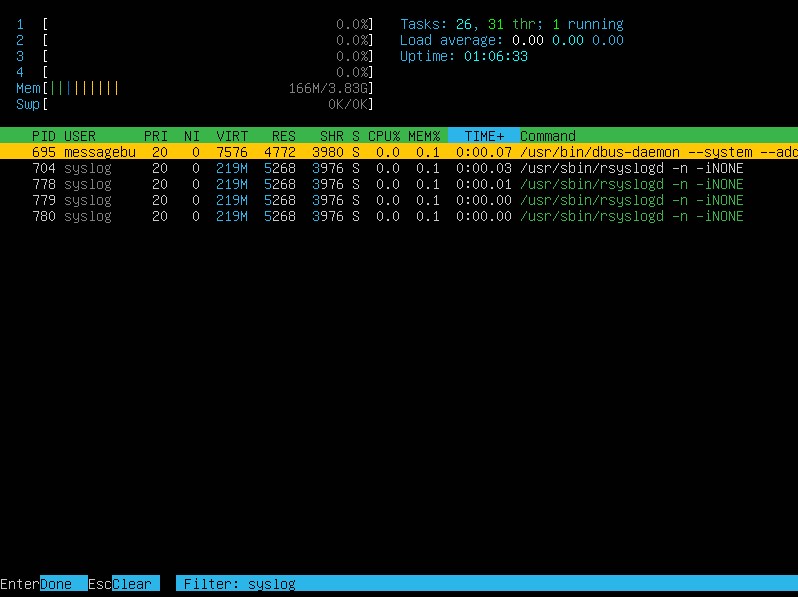 1 [ 0.0%] Tasks: 26, 31 thr; 1 running
2 [ 0.0%] Load average: 0.00 0.00 0.00
3 [ 0.0%] Uptime: 01:06:33
4 [ 0.0%]
Mem[||||||||| 166M/3.83G]
Swp[ 0K/0K]
PID USER PRI NI VIRT RES SHR S CPU% MEM% TIME+ Command
695 messagebu 20 0 7576 4772 3980 S 0.0 0.1 0:00.07 /usr/bin/dbus-daemon --system --add
704 syslog 20 0 219M 5268 3976 S 0.0 0.1 0:00.03 /usr/sbin/rsyslogd -n -iNONE
778 syslog 20 0 219M 5268 3976 S 0.0 0.1 0:00.01 /usr/sbin/rsyslogd -n -iNONE
779 syslog 20 0 219M 5268 3976 S 0.0 0.1 0:00.00 /usr/sbin/rsyslogd -n -iNONE
780 syslog 20 0 219M 5268 3976 S 0.0 0.1 0:00.00 /usr/sbin/rsyslogd -n -iNONE
EnterDone EscClear Filter: syslog